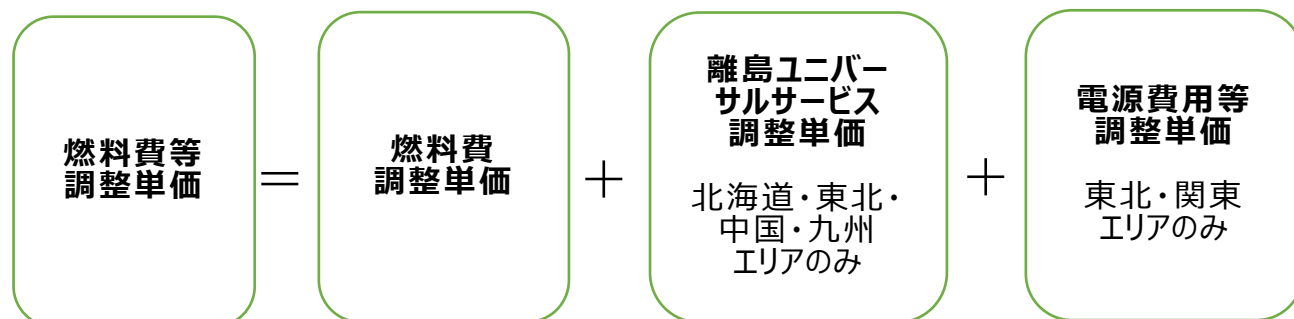 燃料費等
調整単価
＝
燃料費
調整単価
＋
離島ユニバー
サルサービス
調整単価
北海道・東北・
中国・九州
エリアのみ
＋
電源費用等
調整単価
東北・関東
エリアのみ